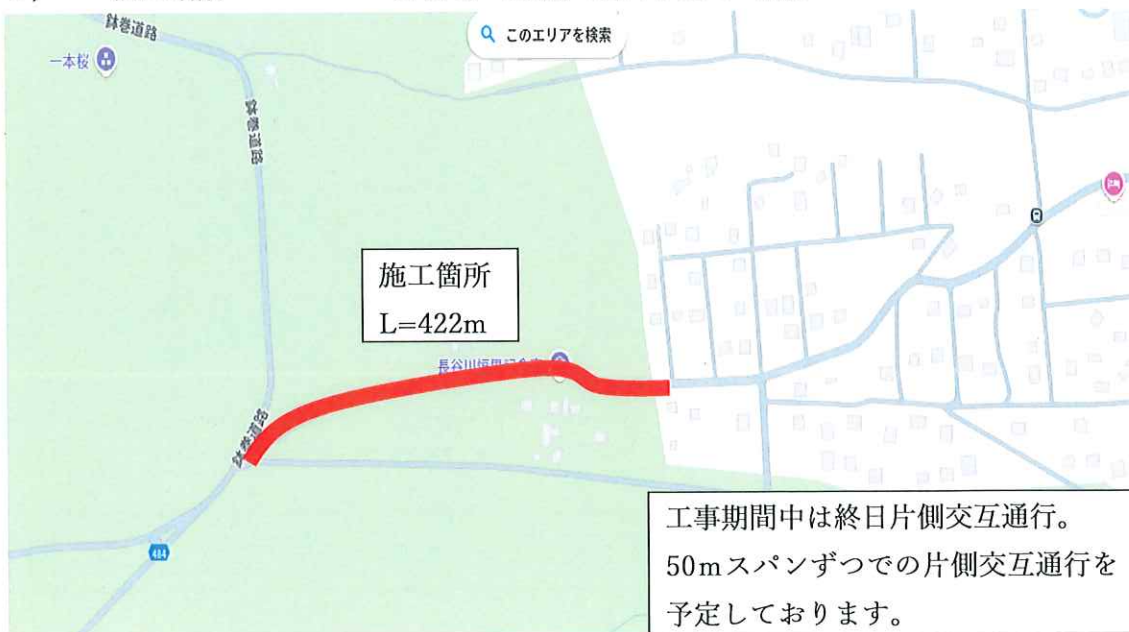 鉢巻道路
このエリアを検索
一本桜
鉢巻道路
施工箇所
L=422m
鉢巻道路
484
工事期間中は終日片側交互通行。
50mスパンずつでの片側交互通行を
予定しております。